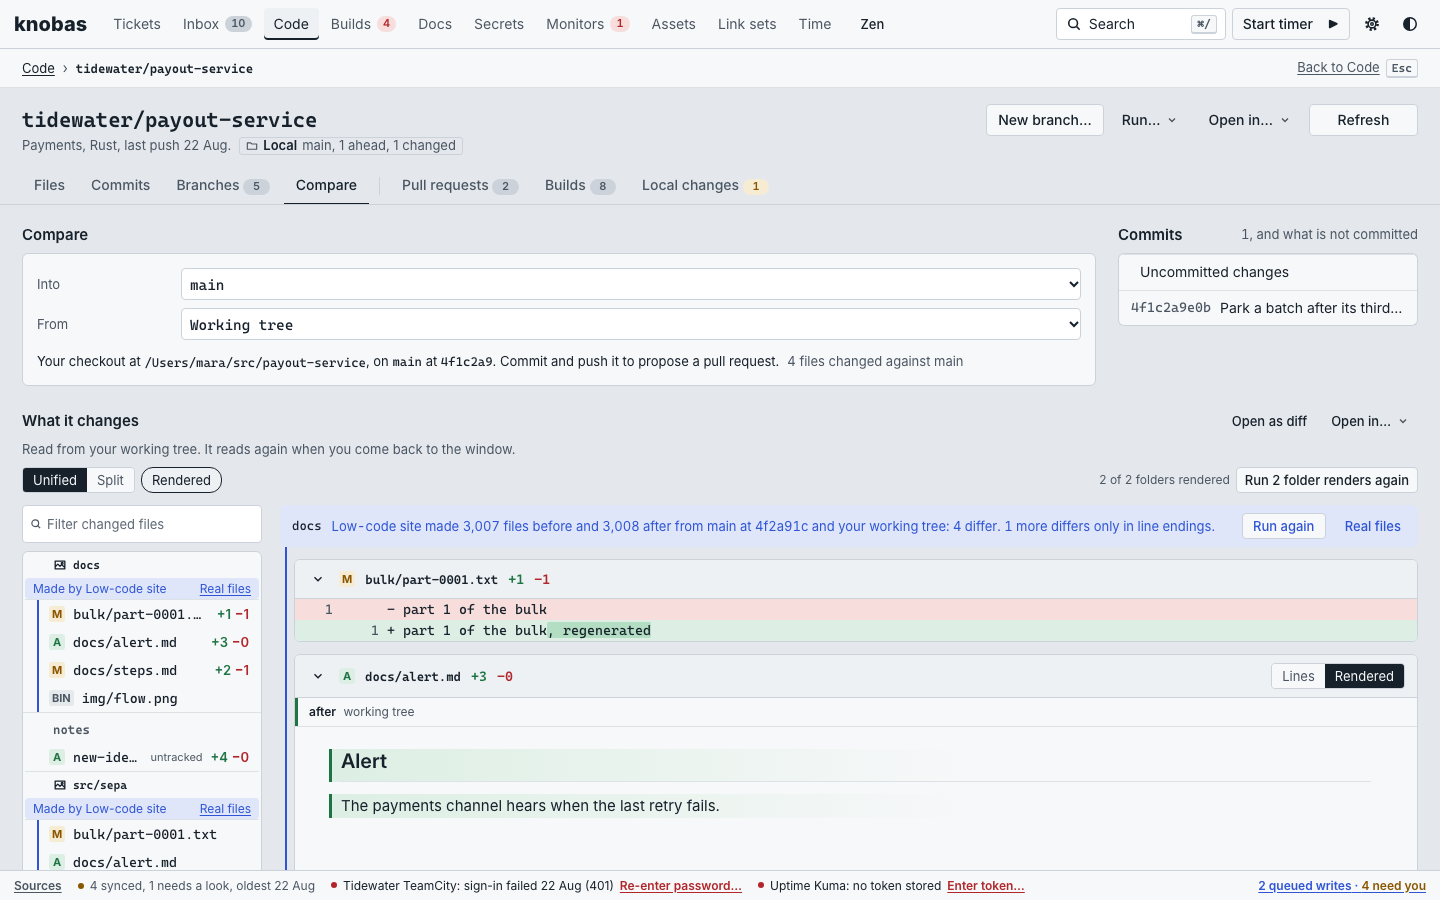 knobas Tickets Inbox 10 Code Builds 4 Docs Secrets Monitors 1 Assets Link sets Time Zen Search ⌘/ Start timer
Code › tidewater/payout-service Back to Code Esc
tidewater/payout-service New branch... Run... Open in... Refresh
Payments, Rust, last push 22 Aug. Local main, 1 ahead, 1 changed
Files Commits Branches 5 Compare Pull requests 2 Builds 8 Local changes 1
Compare
Into main
From Working tree
Your checkout at /Users/mara/src/payout-service, on main at 4f1c2a9. Commit and push it to propose a pull request. 4 files changed against main
Commits 1, and what is not committed
Uncommitted changes
4f1c2a9e0b Park a batch after its third...
What it changes Open as diff Open in...
Read from your working tree. It reads again when you come back to the window.
Unified Split Rendered 2 of 2 folders rendered Run 2 folder renders again
Filter changed files
docs
Made by Low-code site Real files
M bulk/part-0001.… +1 −1
A docs/alert.md +3 −0
M docs/steps.md +2 −1
BIN img/flow.png
notes
A new-ide… untracked +4 −0
src/sepa
Made by Low-code site Real files
M bulk/part-0001.txt
A docs/alert.md
docs Low-code site made 3,007 files before and 3,008 after from main at 4f2a91c and your working tree: 4 differ. 1 more differs only in line endings. Run again Real files
M bulk/part-0001.txt +1 −1
1 − part 1 of the bulk
1 + part 1 of the bulk, regenerated
A docs/alert.md +3 −0 Lines Rendered
after working tree
Alert
The payments channel hears when the last retry fails.
Sources 4 synced, 1 needs a look, oldest 22 Aug Tidewater TeamCity: sign-in failed 22 Aug (401) Re-enter password... Uptime Kuma: no token stored Enter token... 2 queued writes · 4 need you